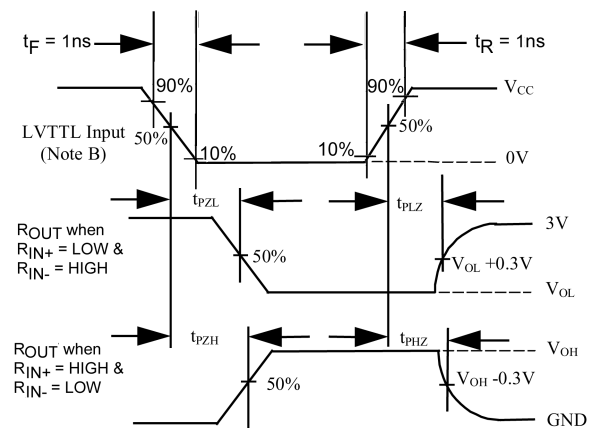 tF = 1ns
tR = 1ns
90%
90%
VCC
LVTTL Input
(Note B)
50%
50%
10%
10%
0V
tPZL
tPLZ
ROUT when
RIN+ = LOW &
RIN- = HIGH
3V
50%
VOL +0.3V
VOL
tPZH
tPHZ
ROUT when
RIN+ = HIGH &
RIN- = LOW
VOH
50%
VOH -0.3V
GND